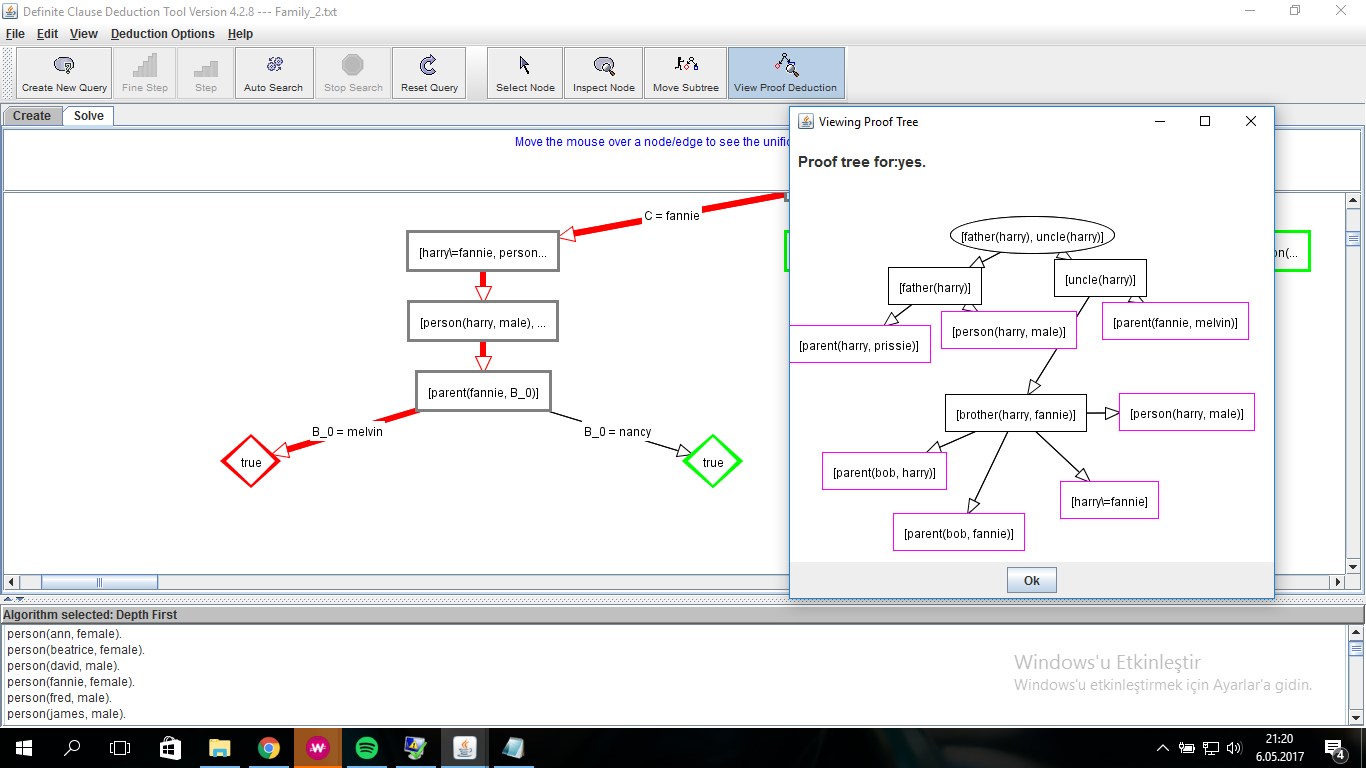 Definite Clause Deduction Tool Version 4.2.8 --- Family_2.txt
File Edit View Deduction Options Help
Create New Query Fine Step Step Auto Search Stop Search Reset Query Select Node Inspect Node Move Subtree View Proof Deduction
Create Solve
Move the mouse over a node/edge to see the unific
C = fannie
[harry\=fannie, person...
[person(harry, male), ...
[parent(fannie, B_0)]
B_0 = melvin
B_0 = nancy
true
true
on(...
Viewing Proof Tree
Proof tree for:yes.
[father(harry), uncle(harry)]
[father(harry)]
[uncle(harry)]
[parent(harry, prissie)]
[person(harry, male)]
[parent(fannie, melvin)]
[brother(harry, fannie)]
[person(harry, male)]
[parent(bob, harry)]
[harry\=fannie]
[parent(bob, fannie)]
Ok
Algorithm selected: Depth First
person(ann, female).
person(beatrice, female).
person(david, male).
person(fannie, female).
person(fred, male).
person(james, male).
Windows'u Etkinleştir
Windows'u etkinleştirmek için Ayarlar'a gidin.
21:20
6.05.2017
4